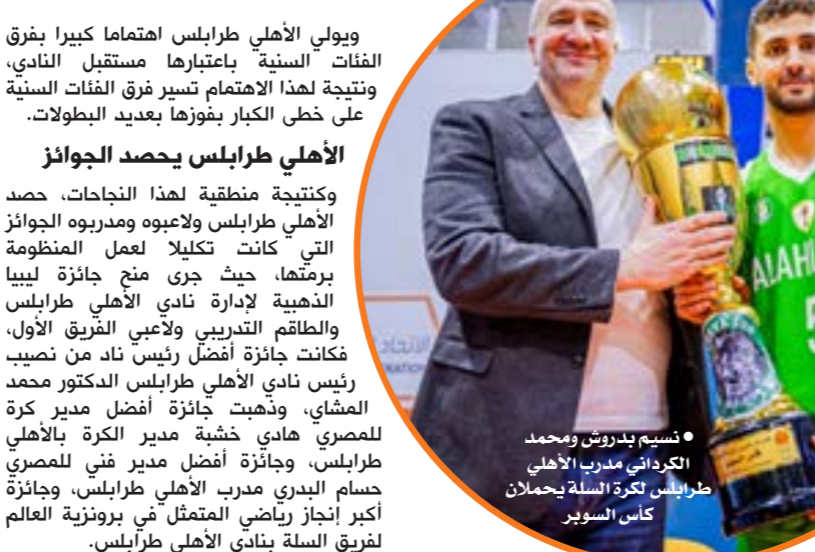 ويولي الأهلي طرابلس اهتماما كبيرا بفرق
الفئات السنية باعتبارها مستقبل النادي،
ونتيجة لهذا الاهتمام تسير فرق الفئات السنية
على خطى الكبار بفوزها بعديد البطولات.
الأهلي طرابلس يحصد الجوائز
وكنتيجة منطقية لهذا النجاحات، حصد
الأهلي طرابلس ولاعبوه ومدربوه الجوائز
التي كانت تكليلا لعمل المنظومة
برمتها، حيث جرى منح جائزة ليبيا
الذهبية لإدارة نادي الأهلي طرابلس
والطاقم التدريبي ولاعبي الفريق الأول،
فكانت جائزة أفضل رئيس ناد من نصيب
رئيس نادي الأهلي طرابلس الدكتور محمد
المشاي، وذهبت جائزة أفضل مدير كرة
للمصري هادي خشبة مدير الكرة بالأهلي
طرابلس، وجائزة أفضل مدير فني للمصري
حسام البدري مدرب الأهلي طرابلس، وجائزة
أكبر إنجاز رياضي المتمثل في برونزية العالم
لفريق السلة بنادي الأهلي طرابلس.
● نسيم بدروش ومحمد
الكرداني مدرب الأهلي
طرابلس لكرة السلة يحملان
كأس السوبر
ALAHL